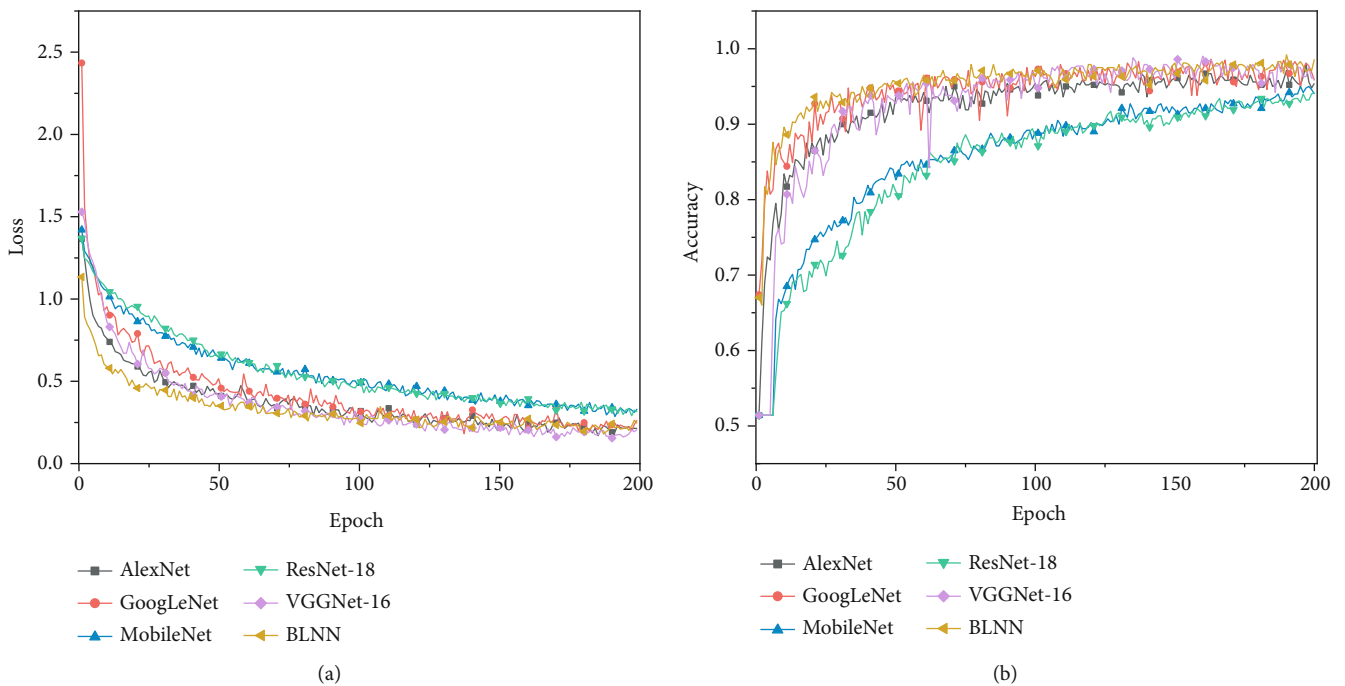 2.5
2.0
1.5
1.0
0.5
0.0
Loss
0 50 100 150 200
Epoch
AlexNet
GoogLeNet
MobileNet
ResNet-18
VGGNet-16
BLNN
(a)
1.0
0.9
0.8
0.7
0.6
0.5
Accuracy
0 50 100 150 200
Epoch
AlexNet
GoogLeNet
MobileNet
ResNet-18
VGGNet-16
BLNN
(b)